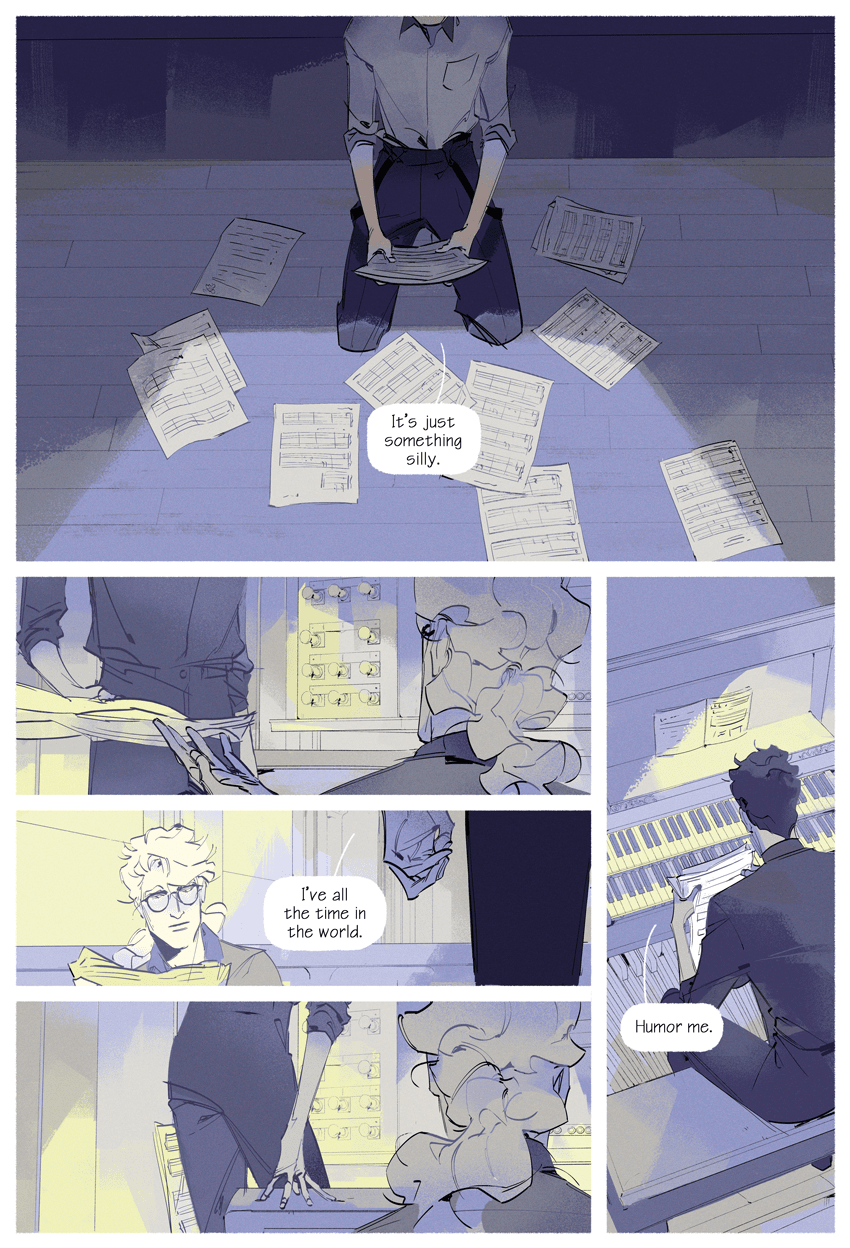 It's just
something
silly.
I've all
the time in
the world.
Humor me.